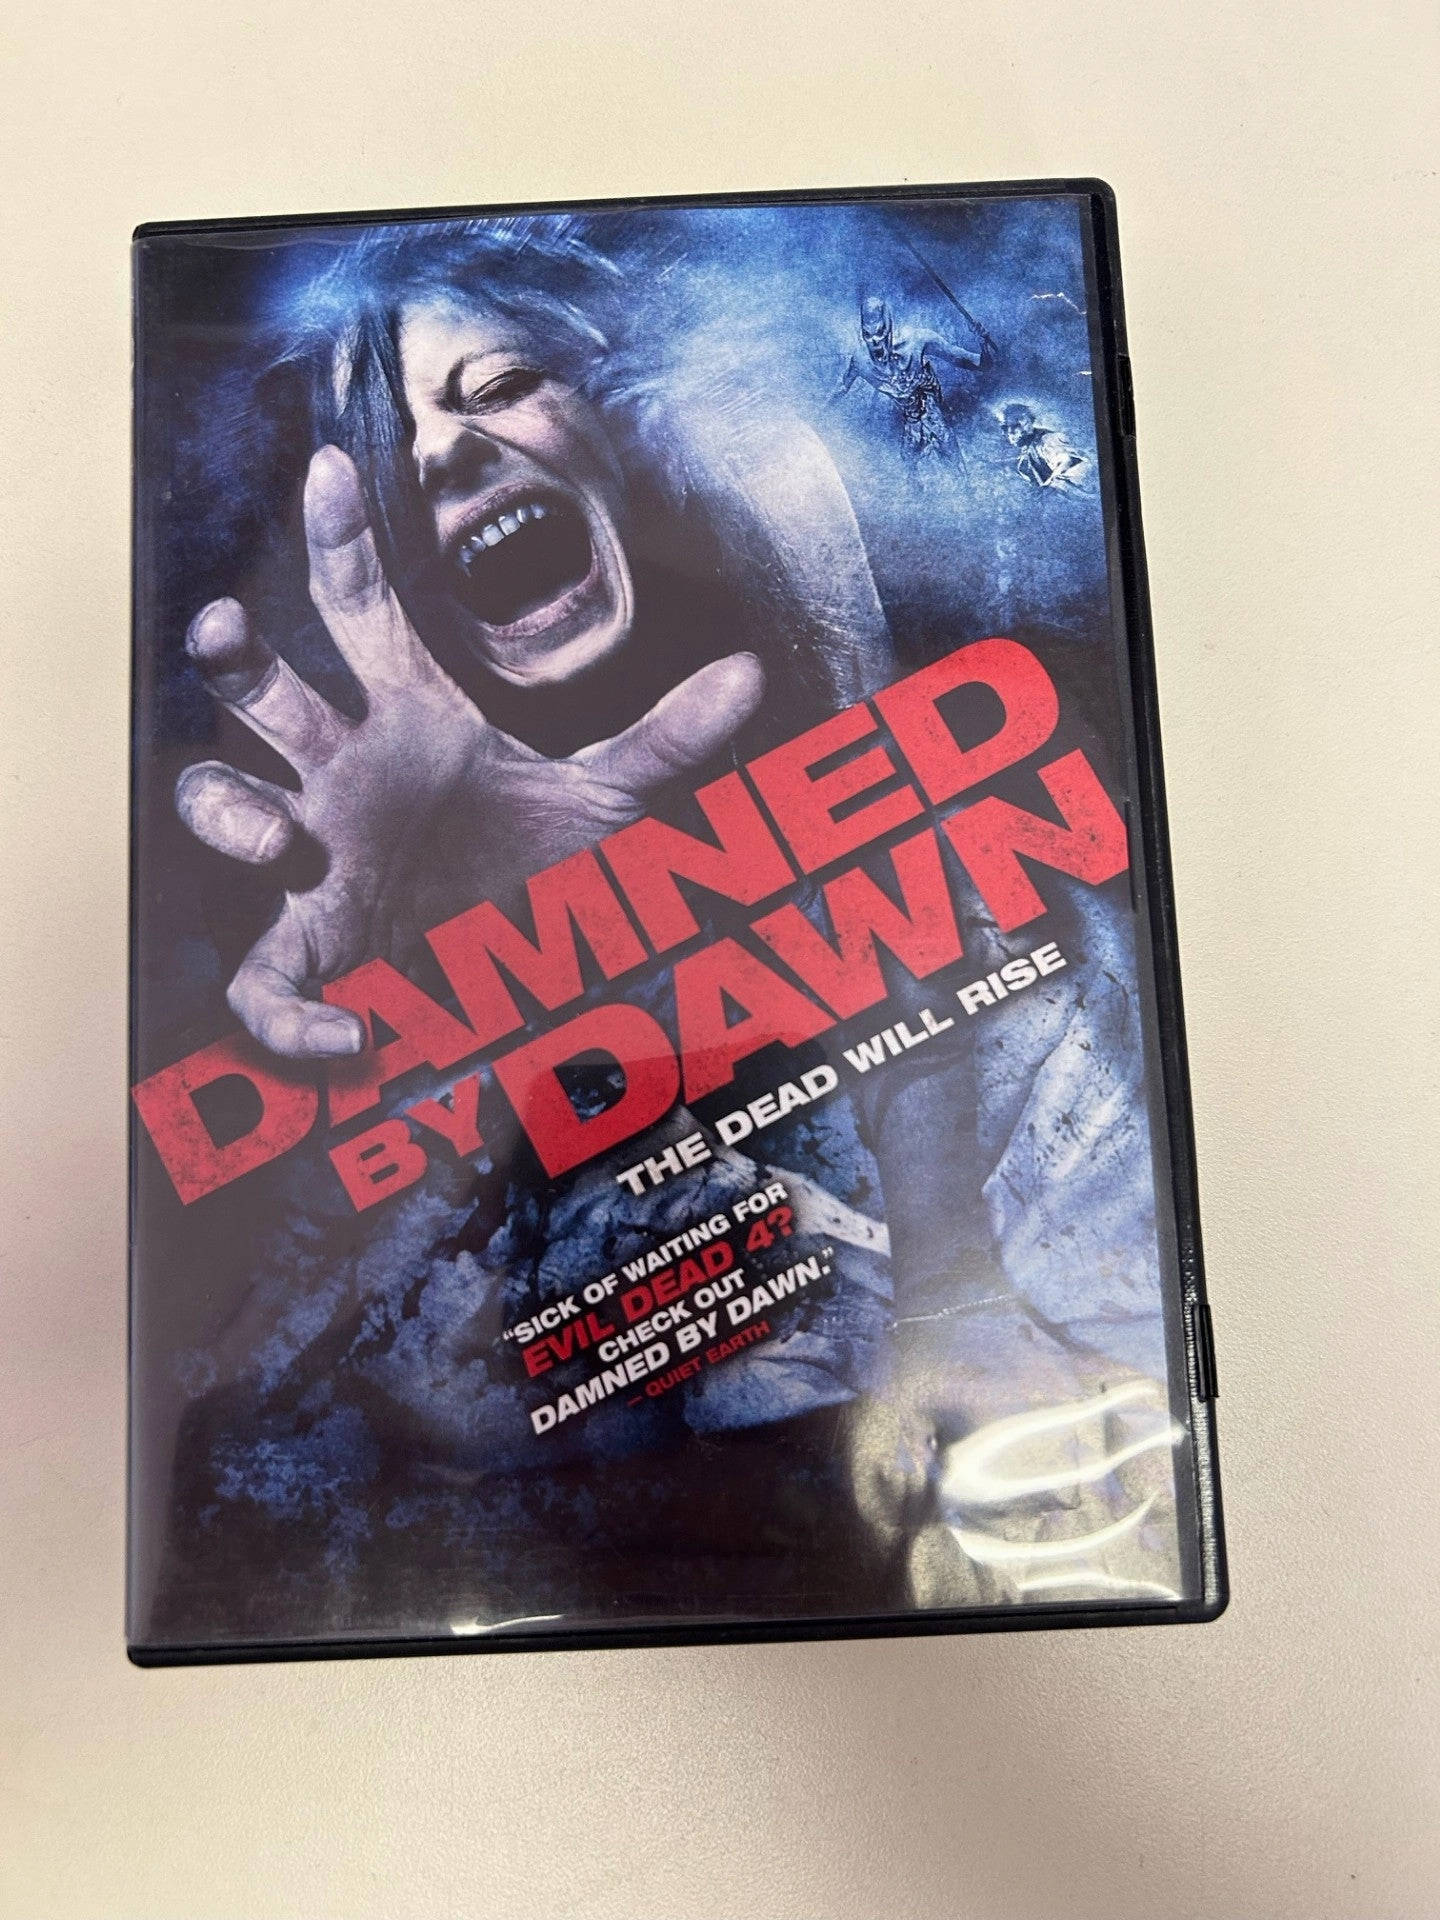 DAMNED
BY DAWN
THE DEAD WILL RISE
“SICK OF WAITING FOR
EVIL DEAD 4?
CHECK OUT
DAMNED BY DAWN.”
— QUIET EARTH